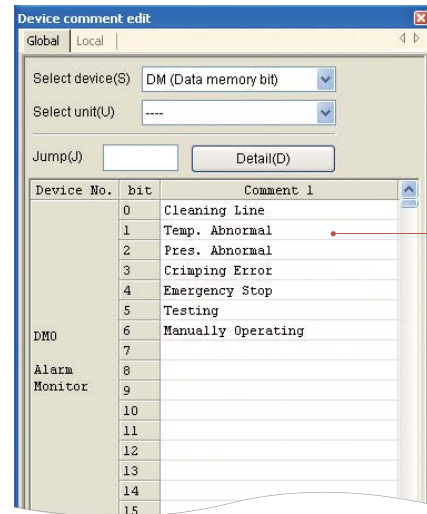 Device comment edit
Global Local
Select device(S) DM (Data memory bit)
Select unit(U) ----
Jump(J) Detail(D)
Device No. bit Comment 1
0 Cleaning Line
1 Temp. Abnormal
2 Pres. Abnormal
3 Crimping Error
4 Emergency Stop
5 Testing
DM0 6 Manually Operating
7
Alarm 8
Monitor 9
10
11
12
13
14
15